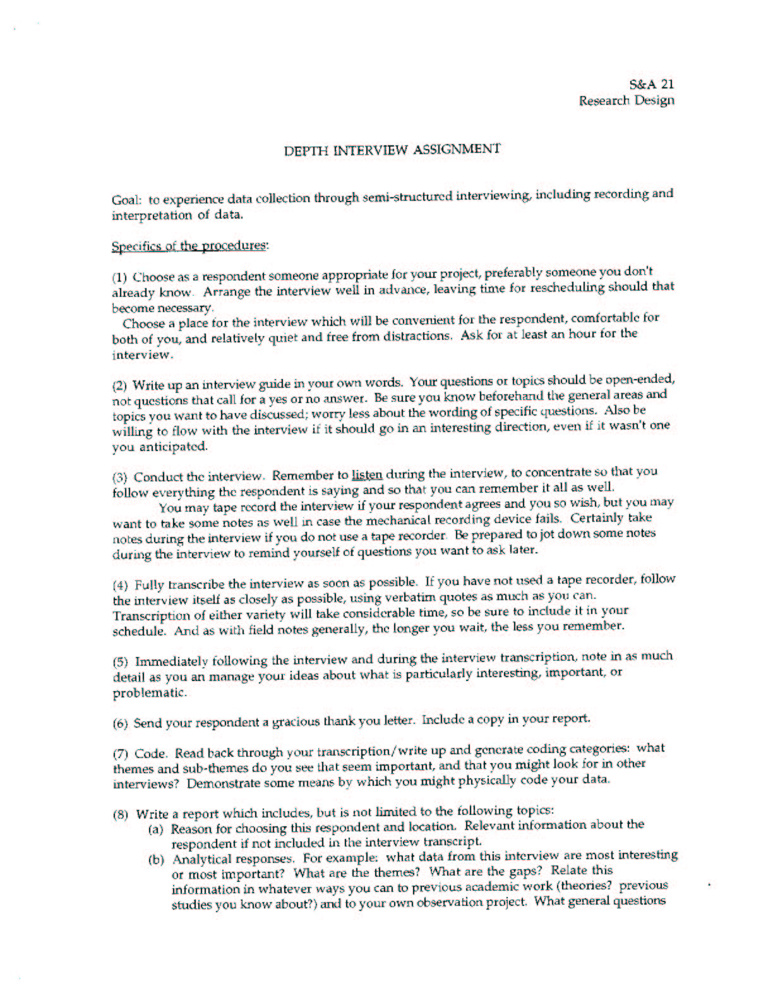 S&A 21
Research Design
DEPTH INTERVIEW ASSIGNMENT
Goal: to experience data collection through semi-structured interviewing, including recording and
interpretation of data.
Specifics of the procedures:
(1) Choose as a respondent someone appropriate for your project, preferably someone you don't
already know. Arrange the interview well in advance, leaving time for rescheduling should that
become necessary.
Choose a place for the interview which will be convenient for the respondent, comfortable for
both of you, and relatively quiet and free from distractions. Ask for at least an hour for the
interview.
(2) Write up an interview guide in your own words. Your questions or topics should be open-ended,
not questions that call for a yes or no answer. Be sure you know beforehand the general areas and
topics you want to have discussed; worry less about the wording of specific questions. Also be
willing to flow with the interview if it should go in an interesting direction, even if it wasn't one
you anticipated.
(3) Conduct the interview. Remember to listen during the interview, to concentrate so that you
follow everything the respondent is saying and so that you can remember it all as well.
You may tape record the interview if your respondent agrees and you so wish, but you may
want to take some notes as well in case the mechanical recording device fails. Certainly take
notes during the interview if you do not use a tape recorder. Be prepared to jot down some notes
during the interview to remind yourself of questions you want to ask later.
(4) Fully transcribe the interview as soon as possible. If you have not used a tape recorder, follow
the interview itself as closely as possible, using verbatim quotes as much as you can.
Transcription of either variety will take considerable time, so be sure to include it in your
schedule. And as with field notes generally, the longer you wait, the less you remember.
(5) Immediately following the interview and during the interview transcription, note in as much
detail as you an manage your ideas about what is particularly interesting, important, or
problematic.
(6) Send your respondent a gracious thank you letter. Include a copy in your report.
(7) Code. Read back through your transcription/write up and generate coding categories: what
themes and sub-themes do you see that seem important, and that you might look for in other
interviews? Demonstrate some means by which you might physically code your data.
(8) Write a report which includes, but is not limited to the following topics:
(a) Reason for choosing this respondent and location. Relevant information about the
respondent if not included in the interview transcript.
(b) Analytical responses. For example: what data from this interview are most interesting
or most important? What are the themes? What are the gaps? Relate this
information in whatever ways you can to previous academic work (theories? previous
studies you know about?) and to your own observation project. What general questions